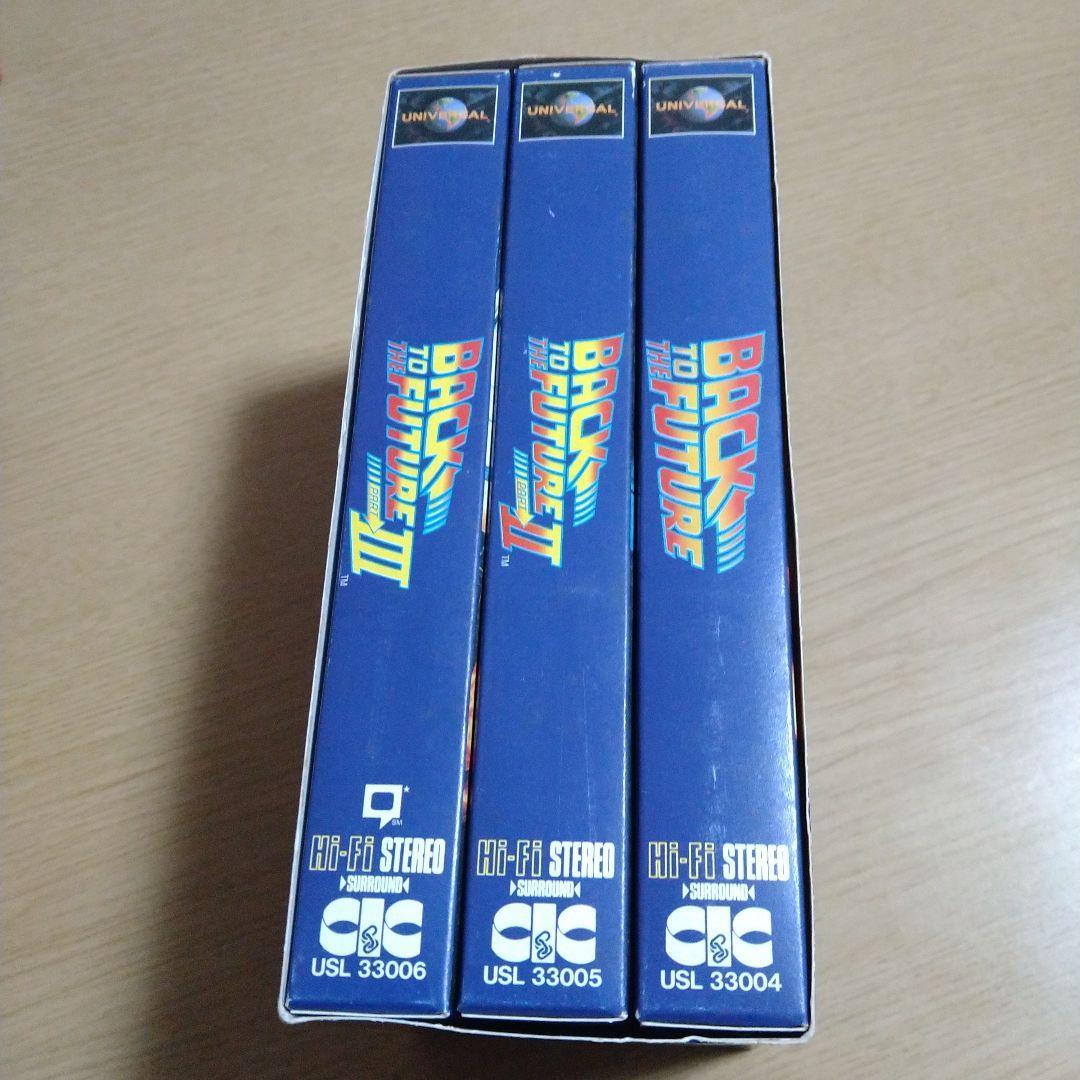 UNIVERSAL
BACK
TO
THE
FUTURE
PART
III
TM
SM
Hi-Fi STEREO
SURROUND
CIC
USL 33006
UNIVERSAL
BACK
TO
THE
FUTURE
PART
II
TM
Hi-Fi STEREO
SURROUND
CIC
USL 33005
UNIVERSAL
BACK
TO
THE
FUTURE
Hi-Fi STEREO
SURROUND
CIC
USL 33004